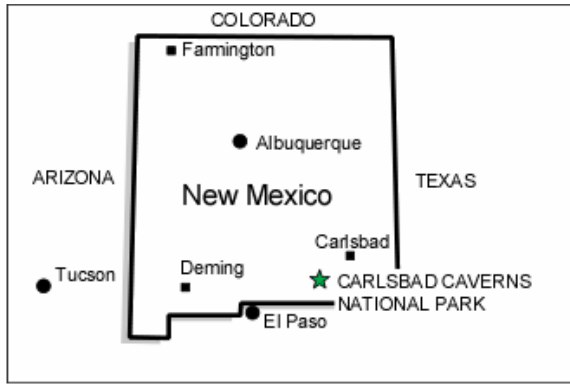 COLORADO
Farmington
Albuquerque
ARIZONA
TEXAS
New Mexico
Carlsbad
Tucson
Deming
CARLSBAD CAVERNS
NATIONAL PARK
El Paso